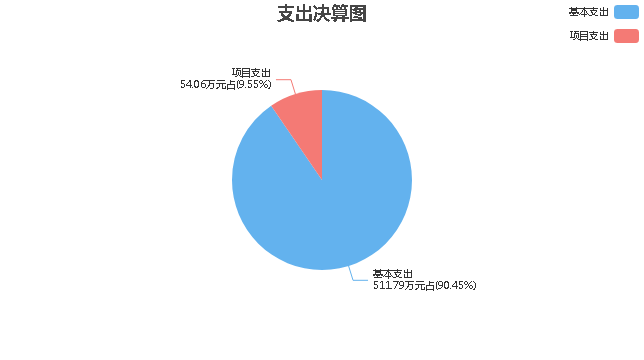 支出决算图
基本支出
项目支出
项目支出
54.06万元占(9.55%)
基本支出
511.79万元占(90.45%)